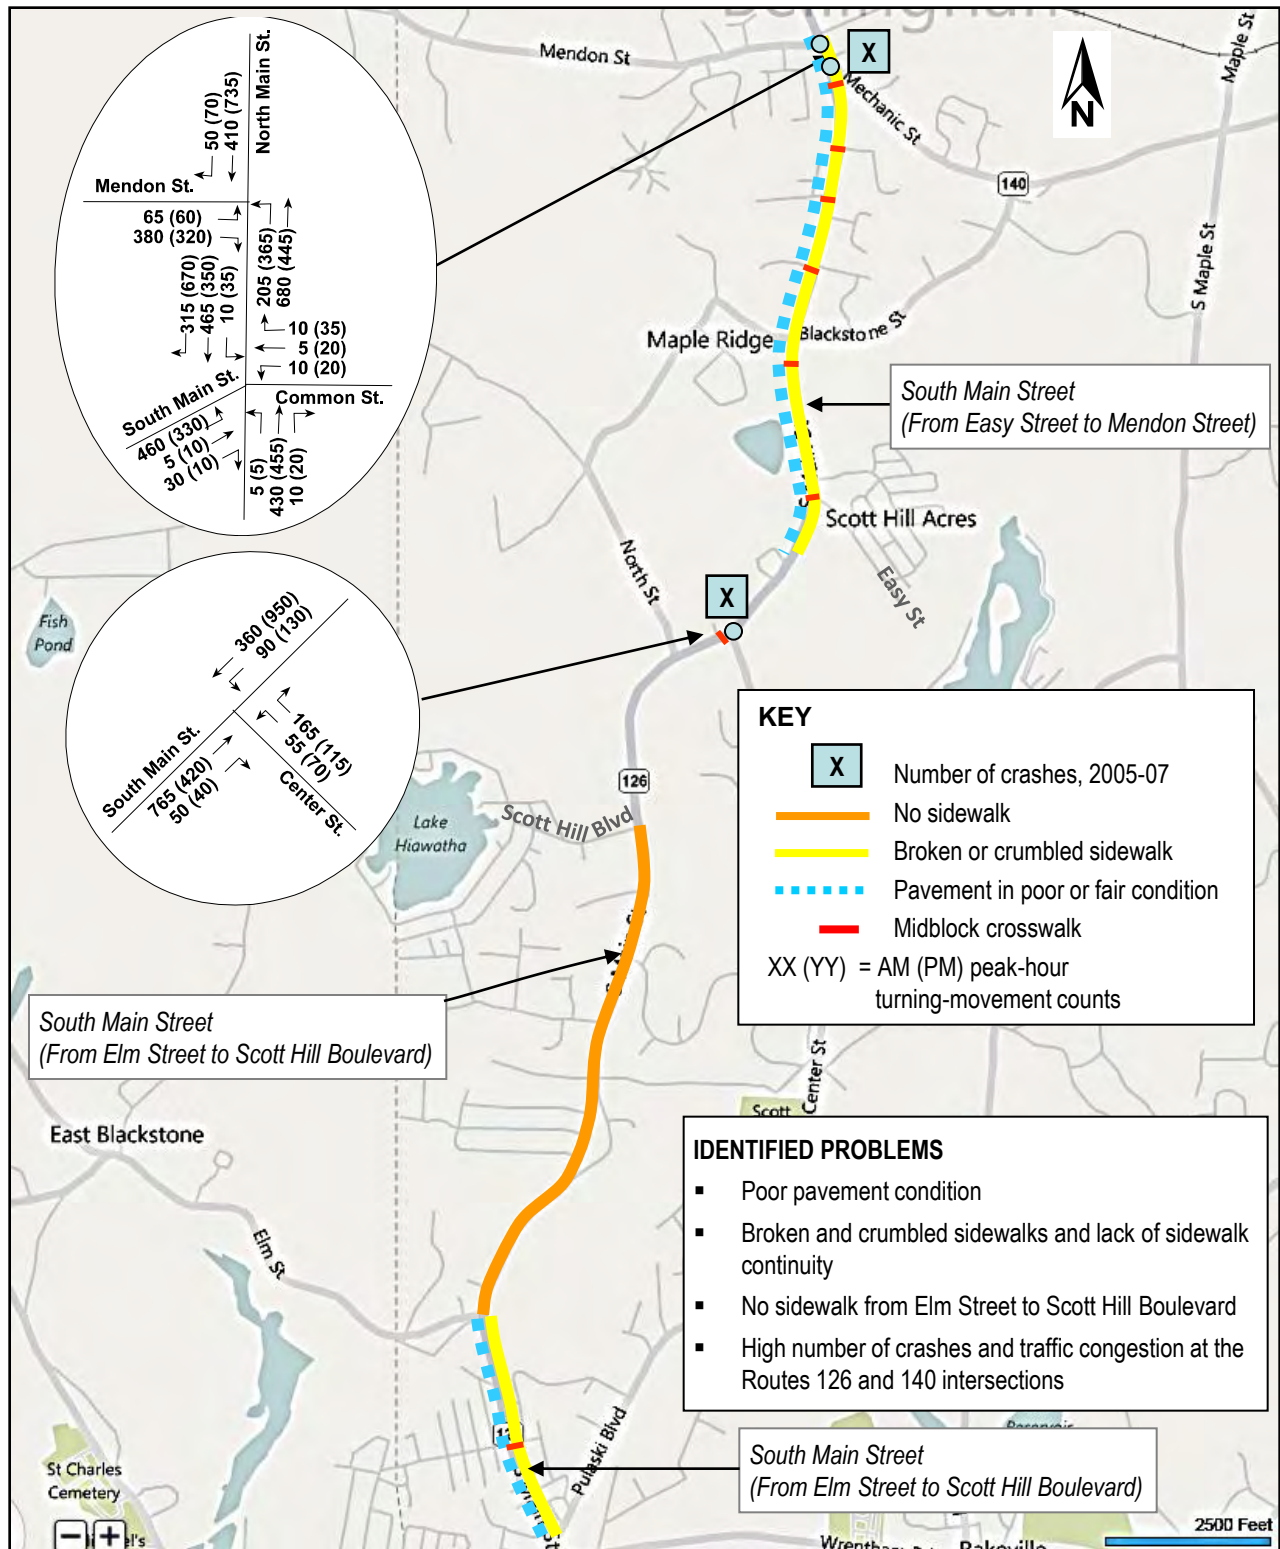 Mendon St
X
Mechanic St
Maple St
N
140
S Maple St
Maple Ridge
Blackstone St
South Main Street
(From Easy Street to Mendon Street)
Scott Hill Acres
Easy St
North St
X
North Main St.
50 (70)
410 (735)
Mendon St.
65 (60)
380 (320)
205 (365)
680 (445)
315 (670)
465 (350)
10 (35)
10 (35)
5 (20)
10 (20)
South Main St.
Common St.
460 (330)
5 (10)
30 (10)
5 (5)
430 (455)
10 (20)
Fish
Pond
360 (950)
90 (130)
165 (115)
55 (70)
South Main St.
765 (420)
50 (40)
Center St.
126
Scott Hill Blvd
Lake
Hiawatha
KEY
X Number of crashes, 2005-07
No sidewalk
Broken or crumbled sidewalk
Pavement in poor or fair condition
Midblock crosswalk
XX (YY) = AM (PM) peak-hour
turning-movement counts
South Main Street
(From Elm Street to Scott Hill Boulevard)
Center St
Scott
East Blackstone
Elm St
IDENTIFIED PROBLEMS
▪ Poor pavement condition
▪ Broken and crumbled sidewalks and lack of sidewalk
continuity
▪ No sidewalk from Elm Street to Scott Hill Boulevard
▪ High number of crashes and traffic congestion at the
Routes 126 and 140 intersections
Reservoir
South Main Street
(From Elm Street to Scott Hill Boulevard)
Pulaski Blvd
St Charles
Cemetery
2500 Feet